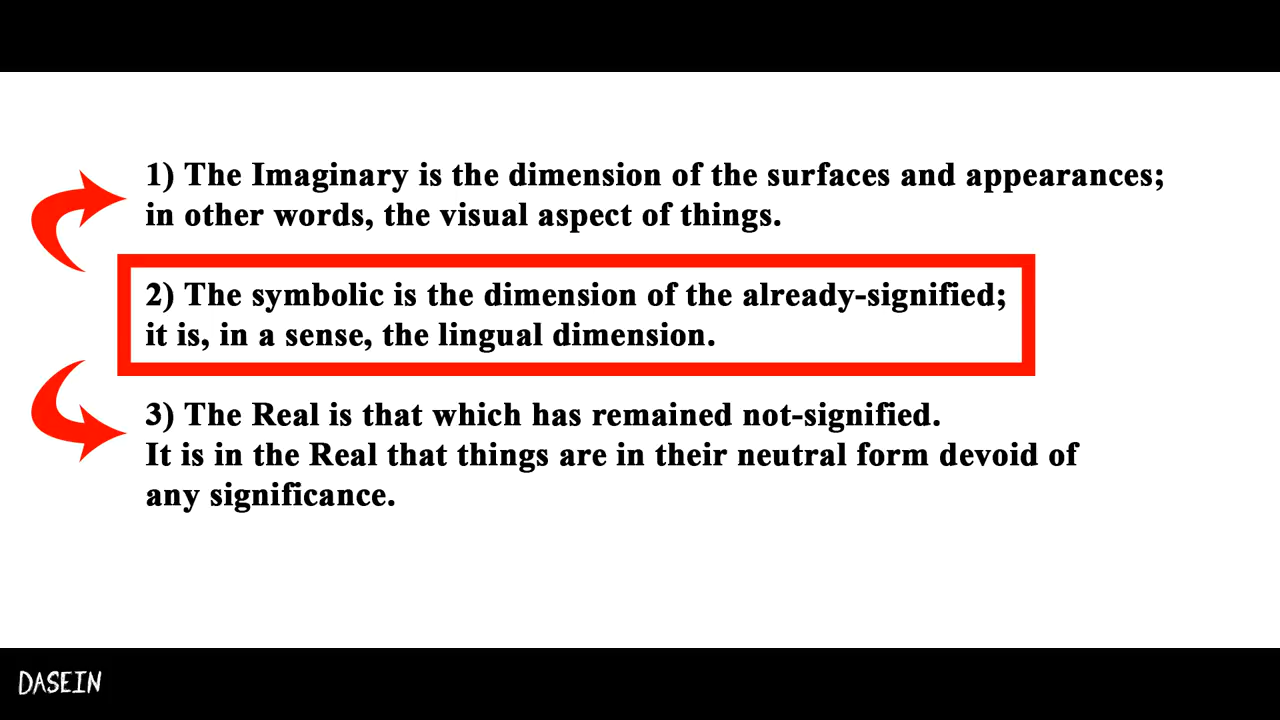 1) The Imaginary is the dimension of the surfaces and appearances;
in other words, the visual aspect of things.
2) The symbolic is the dimension of the already-signified;
it is, in a sense, the lingual dimension.
3) The Real is that which has remained not-signified.
It is in the Real that things are in their neutral form devoid of
any significance.
DASEIN